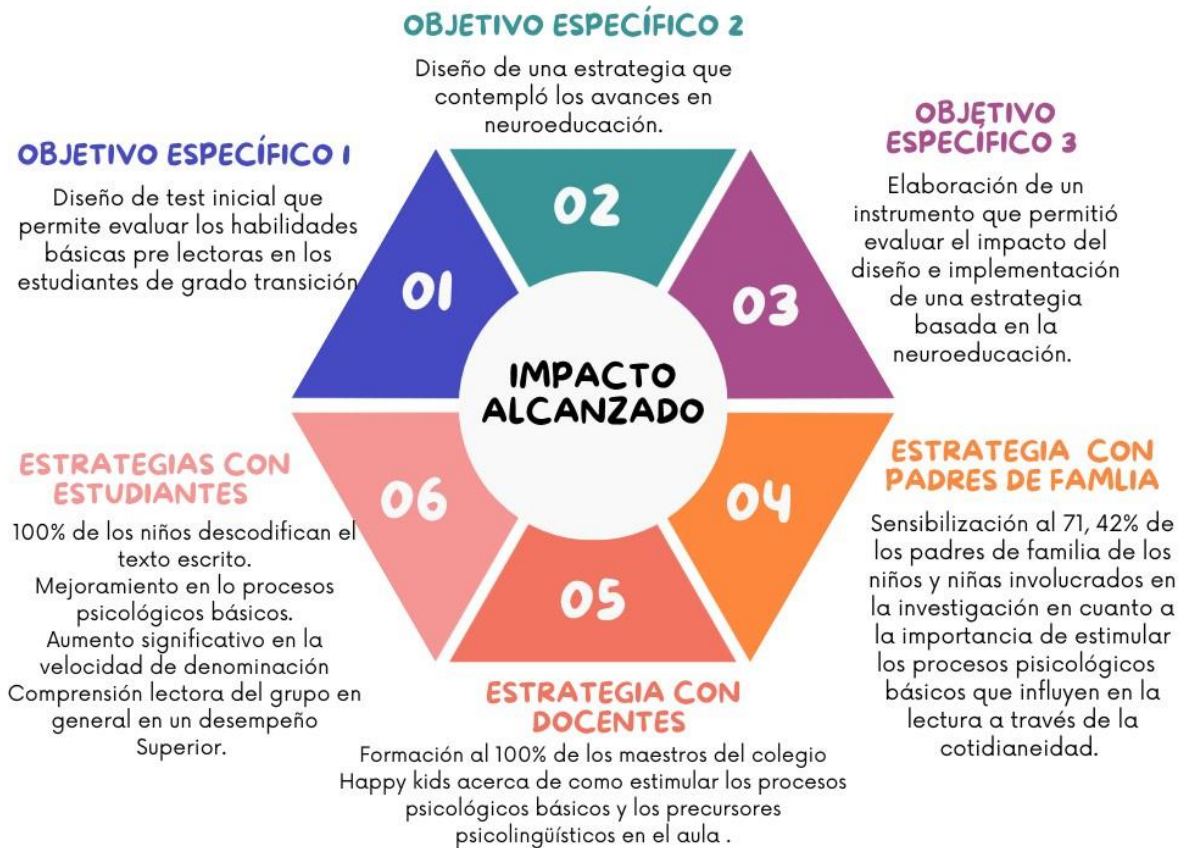 OBJETIVO ESPECÍFICO 2
Diseño de una estrategia que
contempló los avances en
neuroeducación.
OBJETIVO ESPECÍFICO 1
Diseño de test inicial que
permite evaluar los habilidades
básicas pre lectoras en los
estudiantes de grado transición
OBJETIVO
ESPECÍFICO 3
Elaboración de un
instrumento que permitió
evaluar el impacto del
diseño e implementación
de una estrategia
basada en la
neuroeducación.
01
02
03
IMPACTO
ALCANZADO
04
05
06
ESTRATEGIA CON
PADRES DE FAMLIA
Sensibilización al 71, 42% de
los padres de familia de los
niños y niñas involucrados en
la investigación en cuanto a
la importancia de estimular
los procesos pisicológicos
básicos que influyen en la
lectura a través de la
cotidianeidad.
ESTRATEGIA CON
DOCENTES
Formación al 100% de los maestros del colegio
Happy kids acerca de como estimular los procesos
psicológicos básicos y los precursores
psicolingüísticos en el aula .
ESTRATEGIAS CON
ESTUDIANTES
100% de los niños descodifican el
texto escrito.
Mejoramiento en lo procesos
psicológicos básicos.
Aumento significativo en la
velocidad de denominación
Comprensión lectora del grupo en
general en un desempeño
Superior.